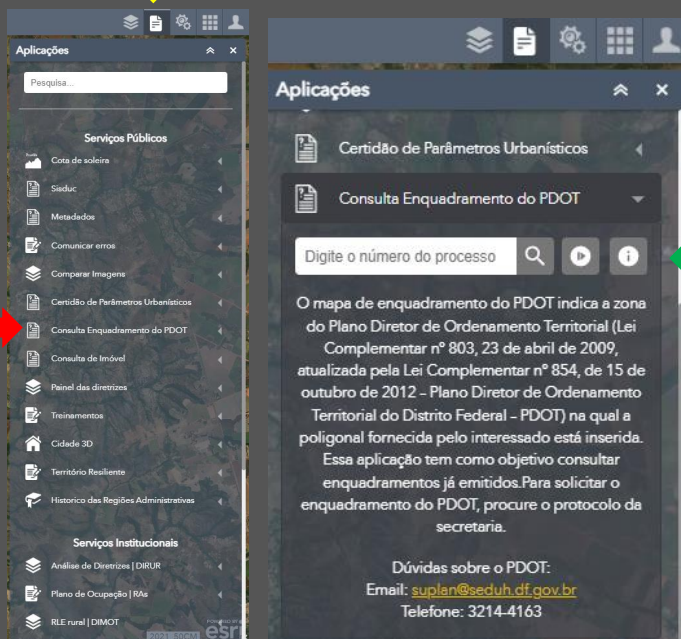 Aplicações
Pesquisa...
Serviços Públicos
Cota de soleira
Sisduc
Metadados
Comunicar erros
Comparar Imagens
Certidão de Parâmetros Urbanísticos
Consulta Enquadramento do PDOT
Consulta de Imóvel
Painel das diretrizes
Treinamentos
Cidade 3D
Território Resiliente
Historico das Regiões Administrativas
Serviços Institucionais
Análise de Diretrizes | DIRUR
Plano de Ocupação | RAs
RLE rural | DIMOT
esri
Aplicações
Certidão de Parâmetros Urbanísticos
Consulta Enquadramento do PDOT
Digite o número do processo
O mapa de enquadramento do PDOT indica a zona
do Plano Diretor de Ordenamento Territorial (Lei
Complementar nº 803, 23 de abril de 2009,
atualizada pela Lei Complementar nº 854, de 15 de
outubro de 2012 - Plano Diretor de Ordenamento
Territorial do Distrito Federal - PDOT) na qual a
poligonal fornecida pelo interessado está inserida.
Essa aplicação tem como objetivo consultar
enquadramentos já emitidos.Para solicitar o
enquadramento do PDOT, procure o protocolo da
secretaria.
Dúvidas sobre o PDOT:
Email: suplan@seduh.df.gov.br
Telefone: 3214-4163